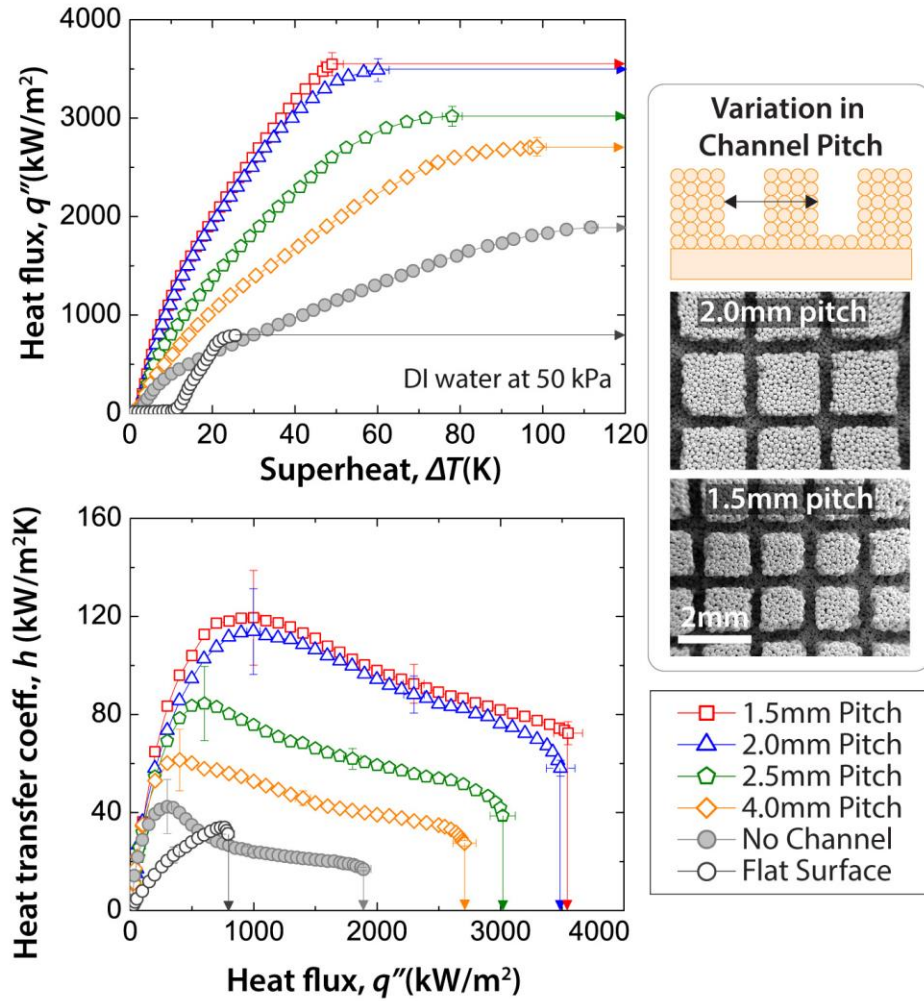 4000
3000
2000
1000
0
Heat flux, q″(kW/m²)
DI water at 50 kPa
0 20 40 60 80 100 120
Superheat, ΔT(K)
160
120
80
40
0
Heat transfer coeff., h (kW/m²K)
0 1000 2000 3000 4000
Heat flux, q″(kW/m²)
Variation in
Channel Pitch
2.0mm pitch
1.5mm pitch
2mm
1.5mm Pitch
2.0mm Pitch
2.5mm Pitch
4.0mm Pitch
No Channel
Flat Surface